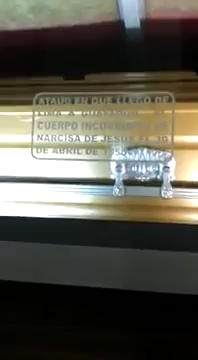 ATAUD EN QUE LLEGO DE
LIMA A GUAYAQUIL EL
CUERPO INCORRUPTO DE
NARCISA DE JESUS EL 30
DE ABRIL DE